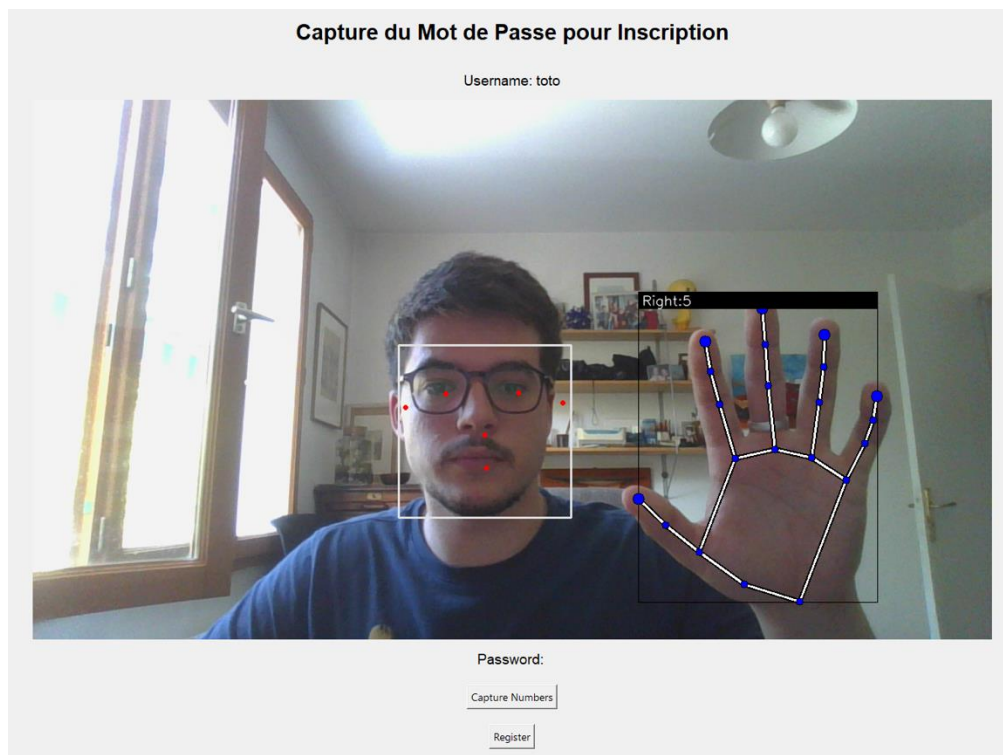 Capture du Mot de Passe pour Inscription
Username: toto
Right:5
Password:
Capture Numbers
Register